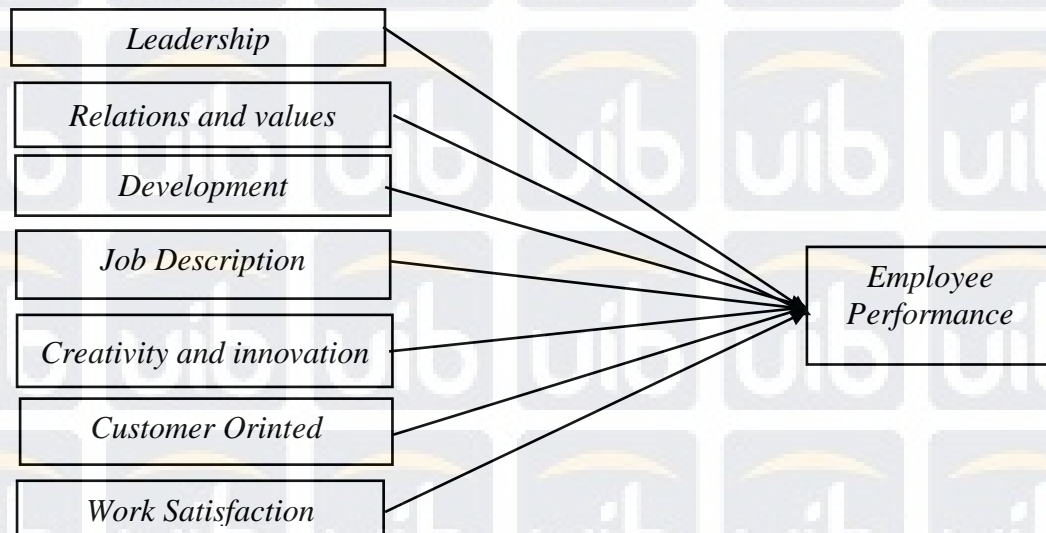 Leadership
Relations and values
Development
Job Description
Creativity and innovation
Customer Orinted
Work Satisfaction
Employee
Performance
uib